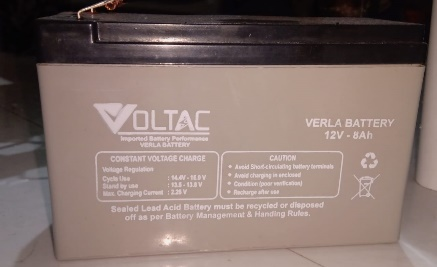 VOLTAC
Imported Battery Performance
VERLA BATTERY
VERLA BATTERY
12V - 8Ah
CONSTANT VOLTAGE CHARGE
Voltage Regulation
Cycle Use : 14.4V - 15.0 V
Stand by use : 13.5 - 13.8 V
Max. Charging Current : 2.25 V
CAUTION
• Avoid Short-circulating battery terminals
• Avoid charging in enclosed
• Condition (poor verification)
• Recharge after use
Sealed Lead Acid Battery must be recycled or disposed
off as per Battery Management & Handing Rules.